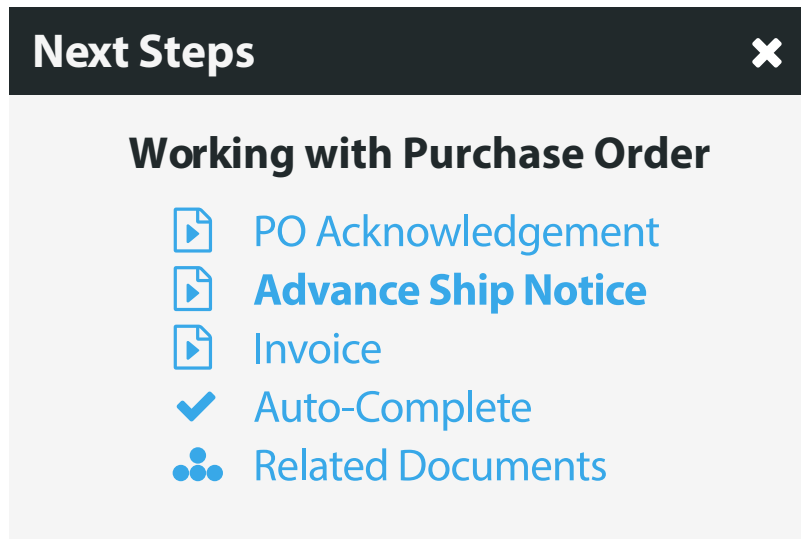 Next Steps
Working with Purchase Order
PO Acknowledgement
Advance Ship Notice
Invoice
Auto-Complete
Related Documents